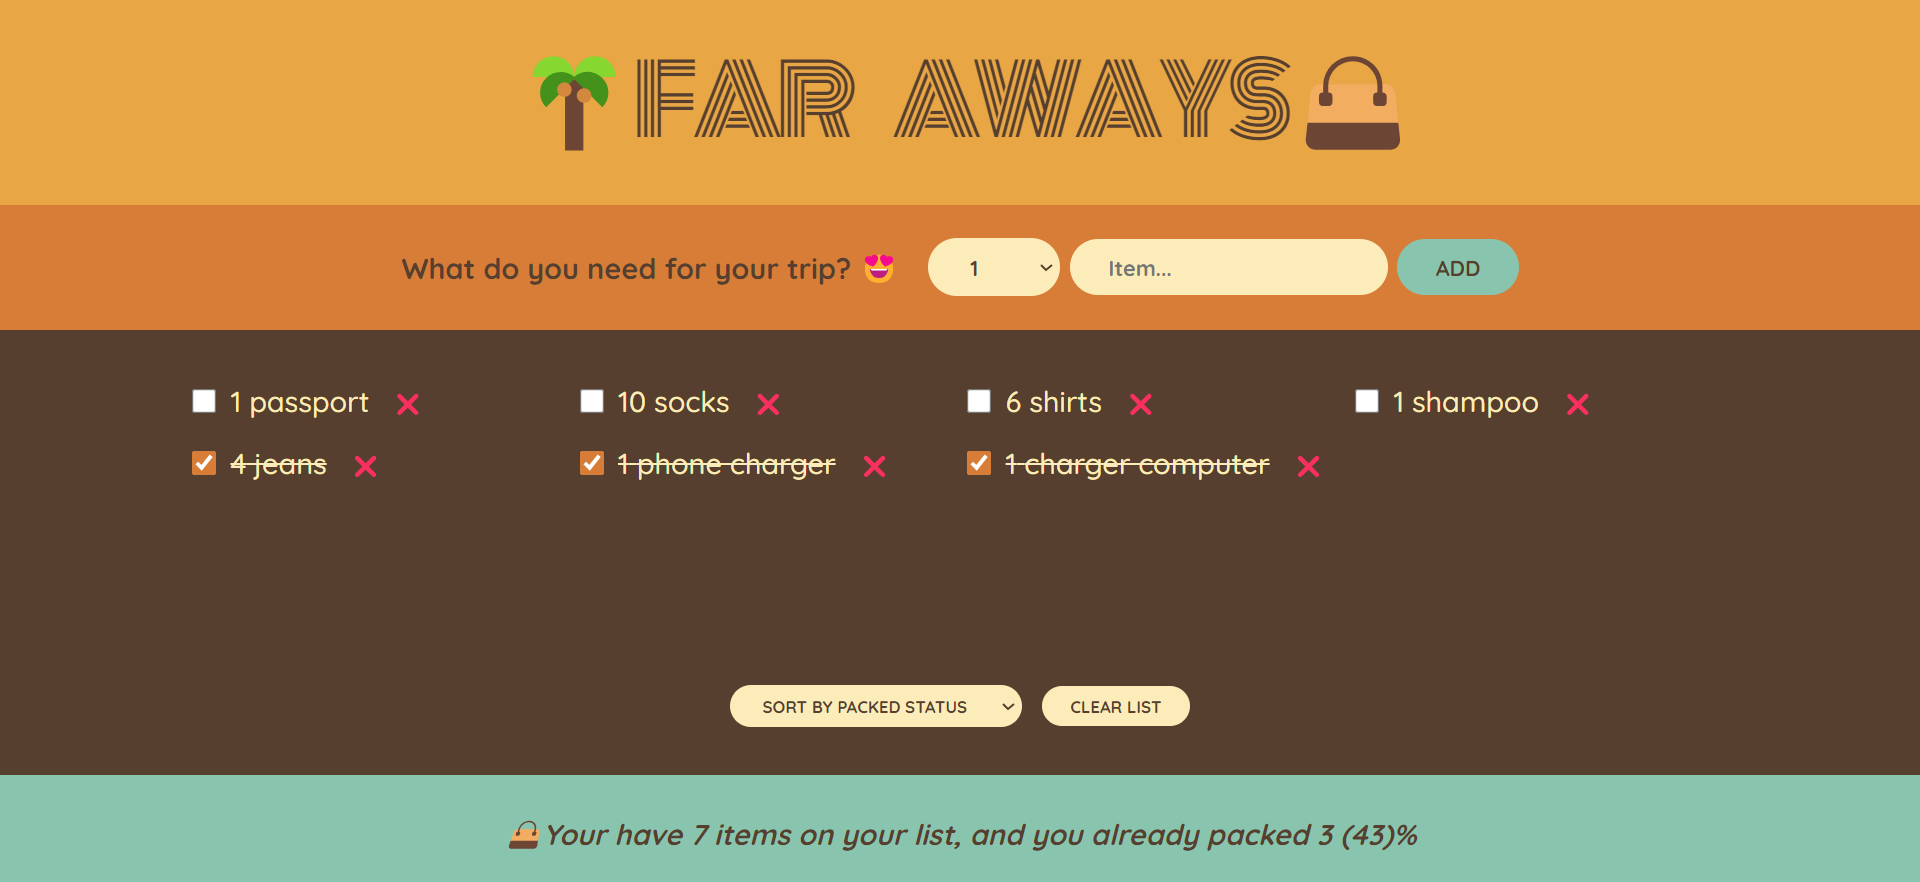 FAR AWAYS
What do you need for your trip? 😍 1 Item... ADD
1 passport ❌ 10 socks ❌ 6 shirts ❌ 1 shampoo ❌
4 jeans ❌ 1 phone charger ❌ 1 charger computer ❌
SORT BY PACKED STATUS CLEAR LIST
👜 Your have 7 items on your list, and you already packed 3 (43)%